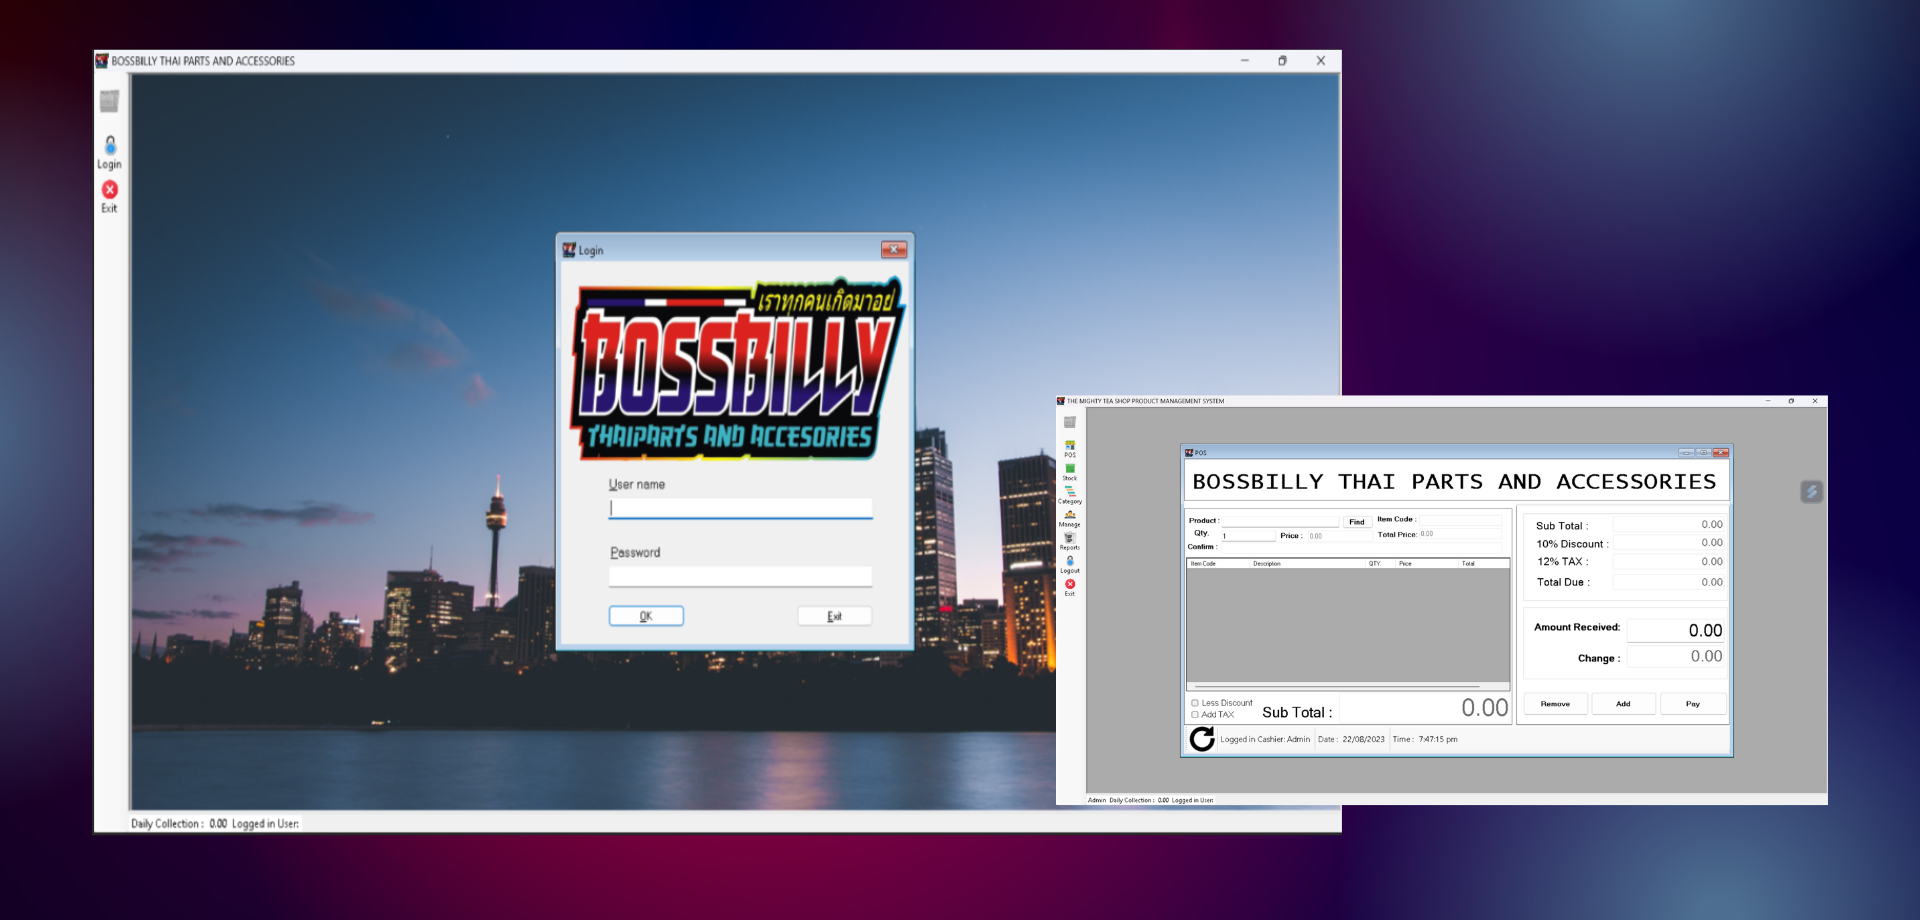 BOSSBILLY THAI PARTS AND ACCESSORIES
Login
Exit
Login
เราทุกคนเกิดมาอยู่
BOSSBILLY
THAIPARTS AND ACCESORIES
User name
Password
OK
Exit
Daily Collection : 0.00 Logged in User:
THE MIGHTY TEA SHOP PRODUCT MANAGEMENT SYSTEM
POS
Stock
Category
Manage
Reports
Logout
Exit
POS
BOSSBILLY THAI PARTS AND ACCESSORIES
Product : Find Item Code :
Qty. 1 Price : 0.00 Total Price: 0.00
Confirm :
Item Code Description QTY. Price Total
Less Discount
Add TAX
Sub Total : 0.00
Sub Total : 0.00
10% Discount : 0.00
12% TAX : 0.00
Total Due : 0.00
Amount Received: 0.00
Change : 0.00
Remove Add Pay
Logged in Cashier: Admin Date : 22/08/2023 Time : 7:47:15 pm
Admin Daily Collection : 0.00 Logged in User: